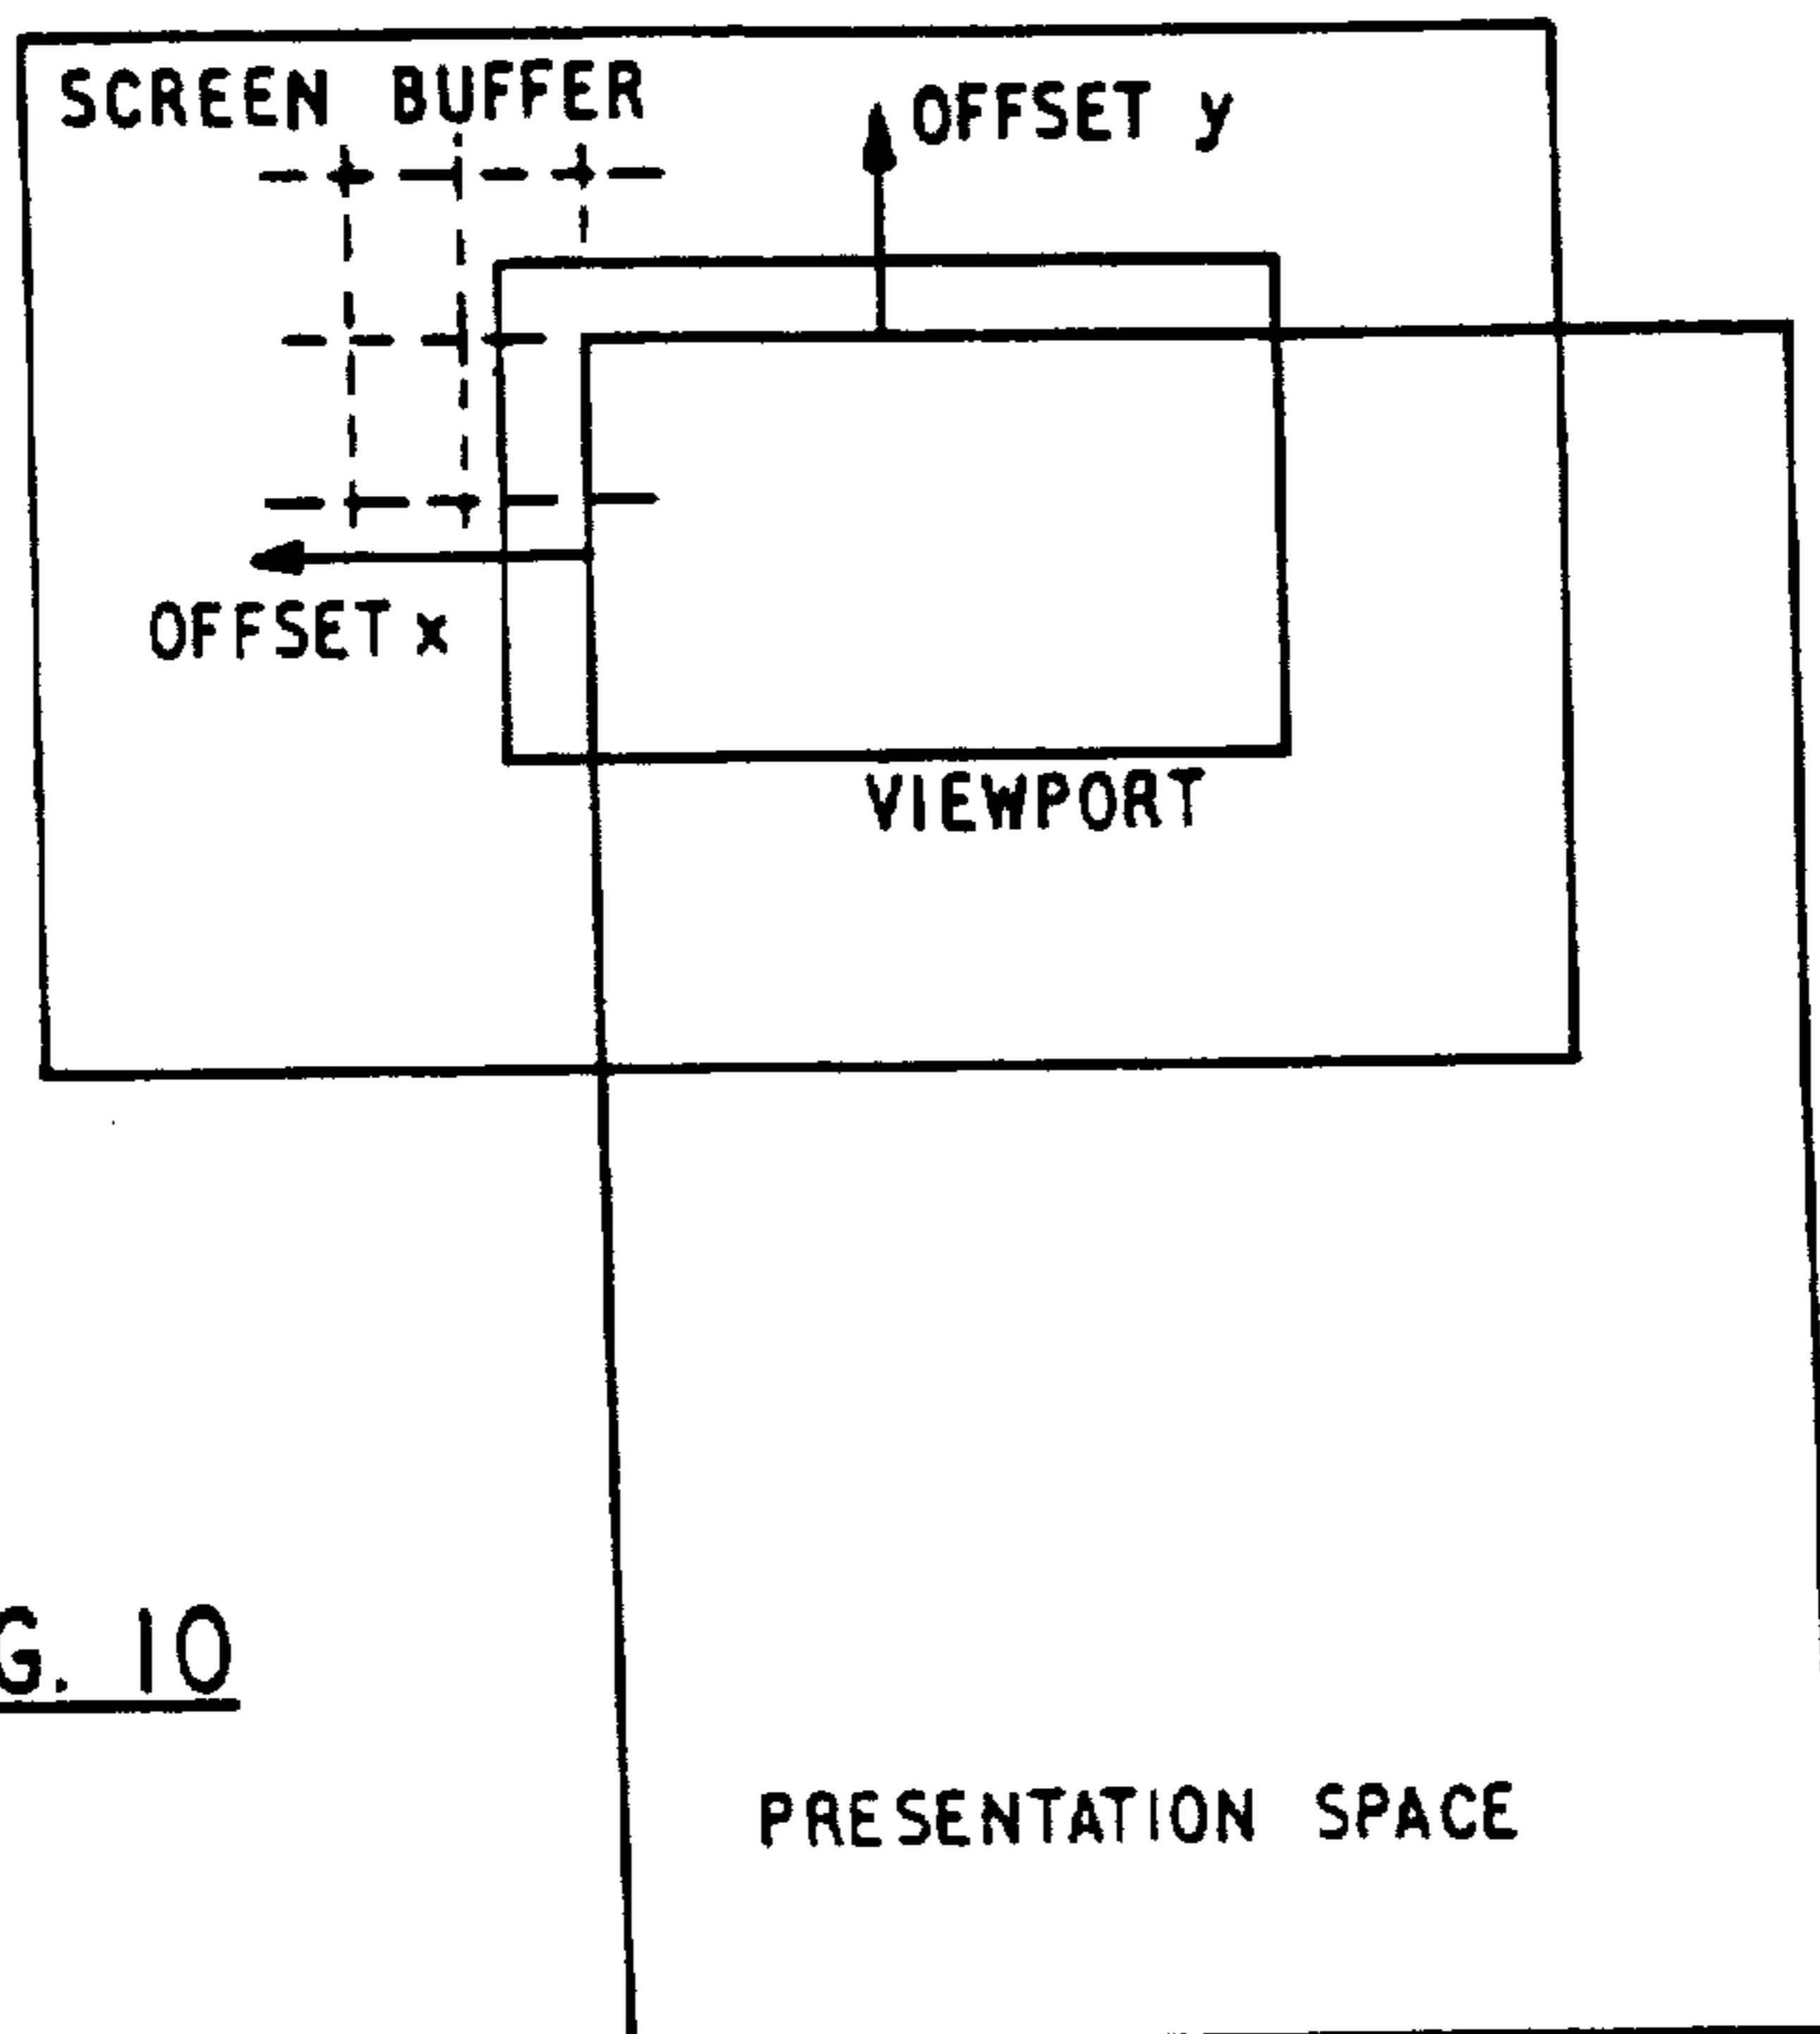 SCREEN BUFFER
OFFSET y
OFFSET x
VIEWPORT
G. 10
PRESENTATION SPACE